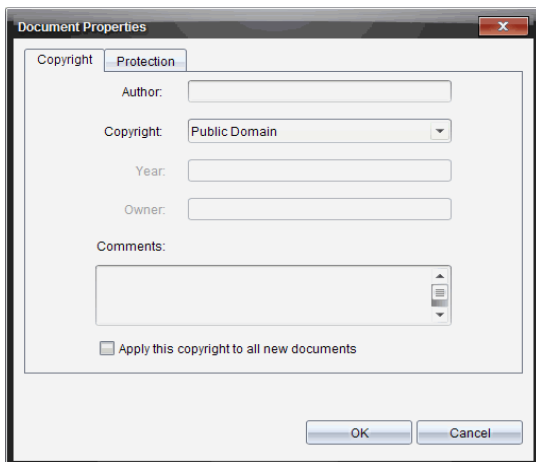 Document Properties
Copyright Protection
Author:
Copyright: Public Domain
Year:
Owner:
Comments:
Apply this copyright to all new documents
OK Cancel